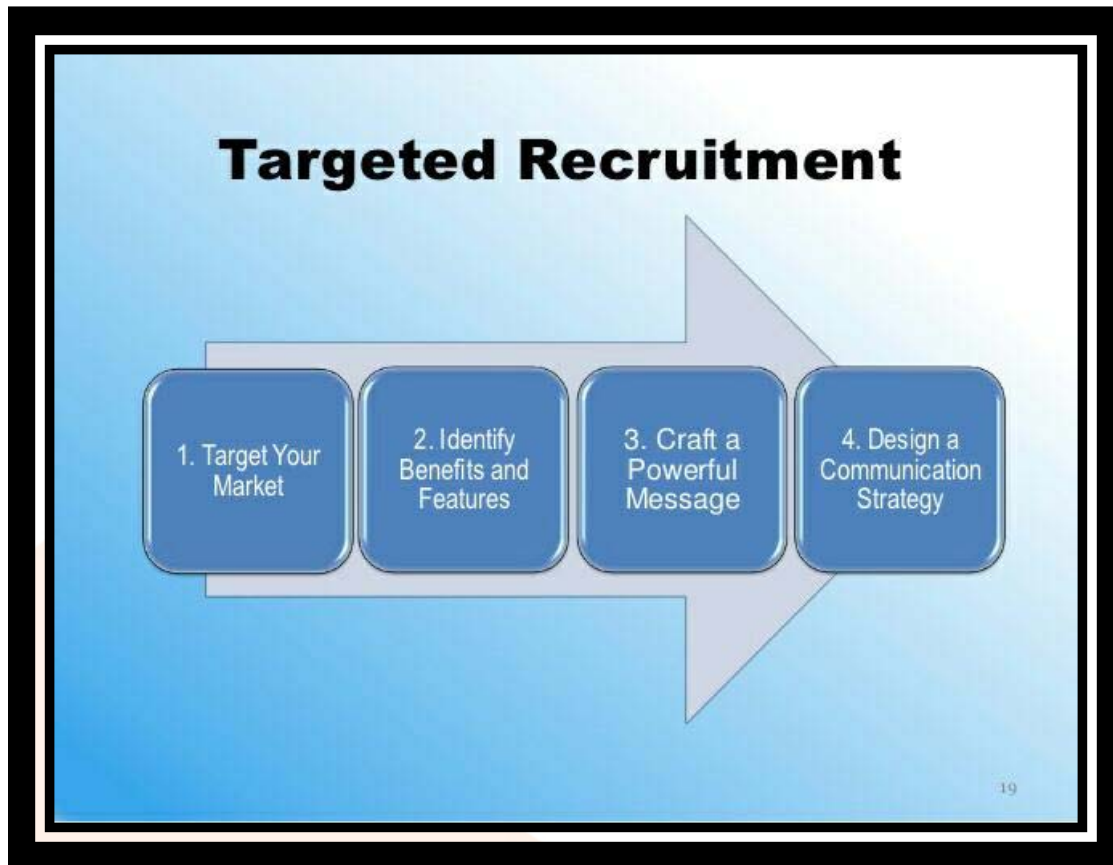 Targeted Recruitment
1. Target Your
Market
2. Identify
Benefits and
Features
3. Craft a
Powerful
Message
4. Design a
Communication
Strategy
19